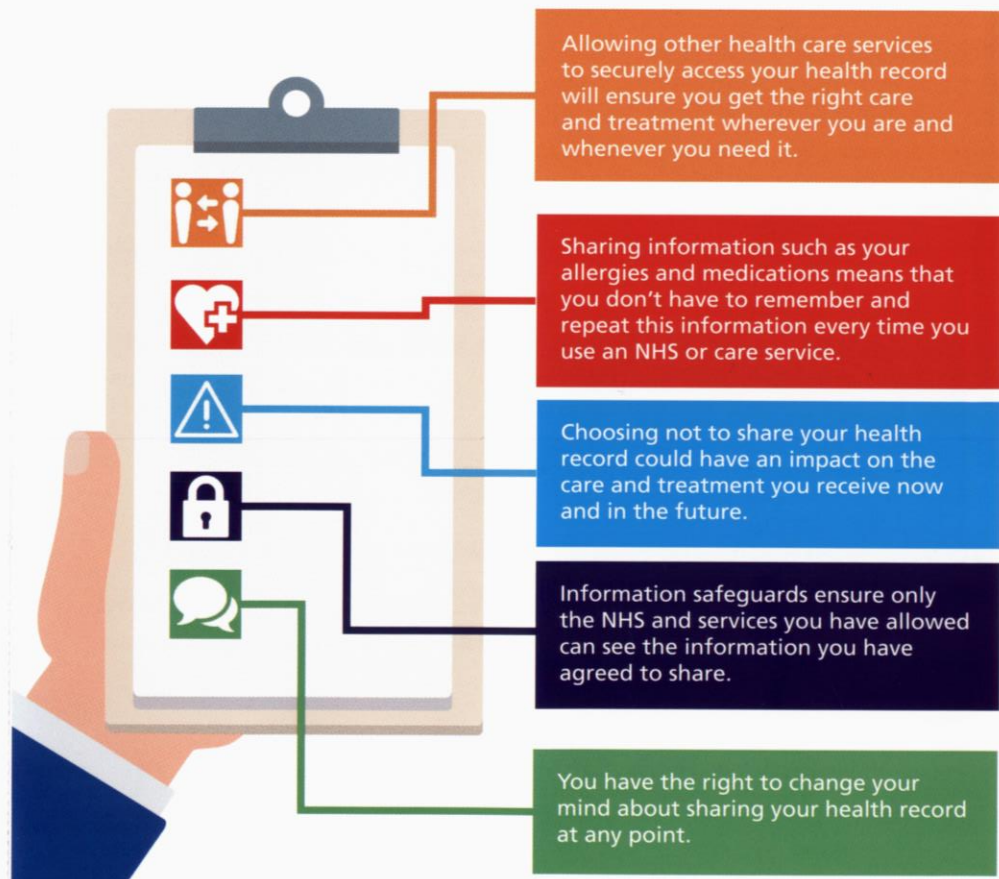 Allowing other health care services
to securely access your health record
will ensure you get the right care
and treatment wherever you are and
whenever you need it.
Sharing information such as your
allergies and medications means that
you don't have to remember and
repeat this information every time you
use an NHS or care service.
Choosing not to share your health
record could have an impact on the
care and treatment you receive now
and in the future.
Information safeguards ensure only
the NHS and services you have allowed
can see the information you have
agreed to share.
You have the right to change your
mind about sharing your health record
at any point.